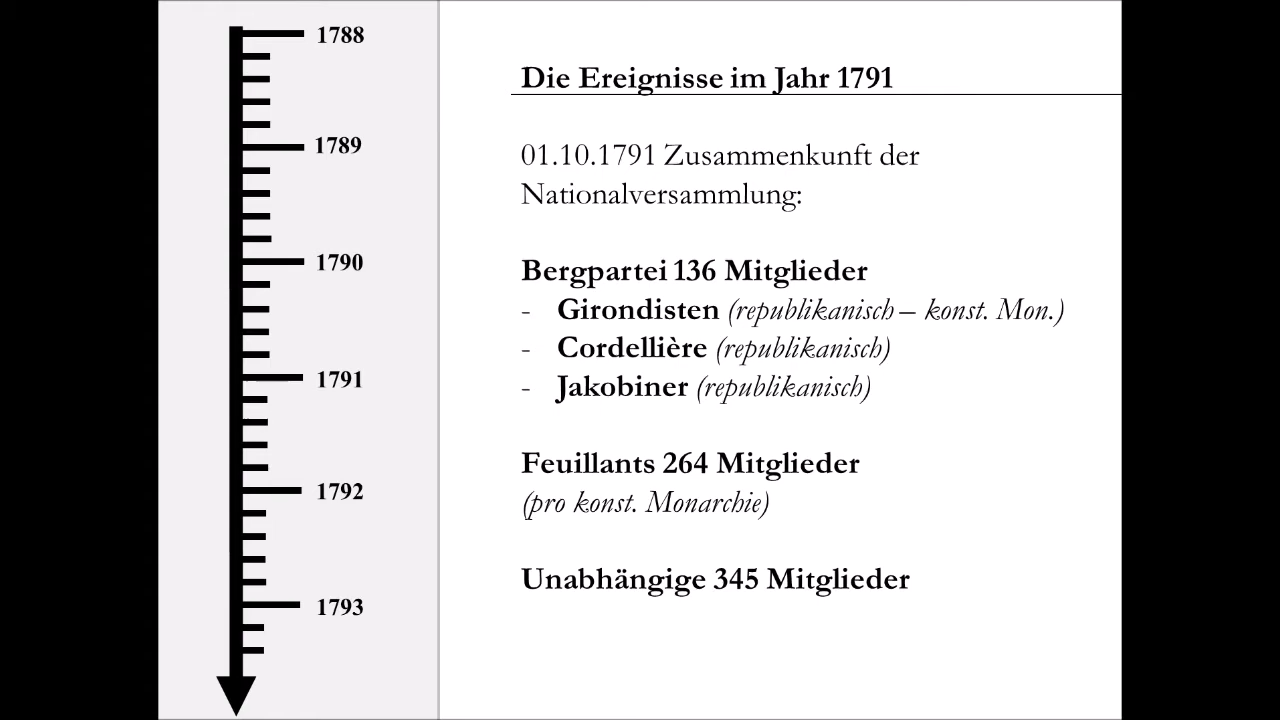 1788
1789
1790
1791
1792
1793
Die Ereignisse im Jahr 1791
01.10.1791 Zusammenkunft der
Nationalversammlung:
Bergpartei 136 Mitglieder
- Girondisten (republikanisch – konst. Mon.)
- Cordellière (republikanisch)
- Jakobiner (republikanisch)
Feuillants 264 Mitglieder
(pro konst. Monarchie)
Unabhängige 345 Mitglieder